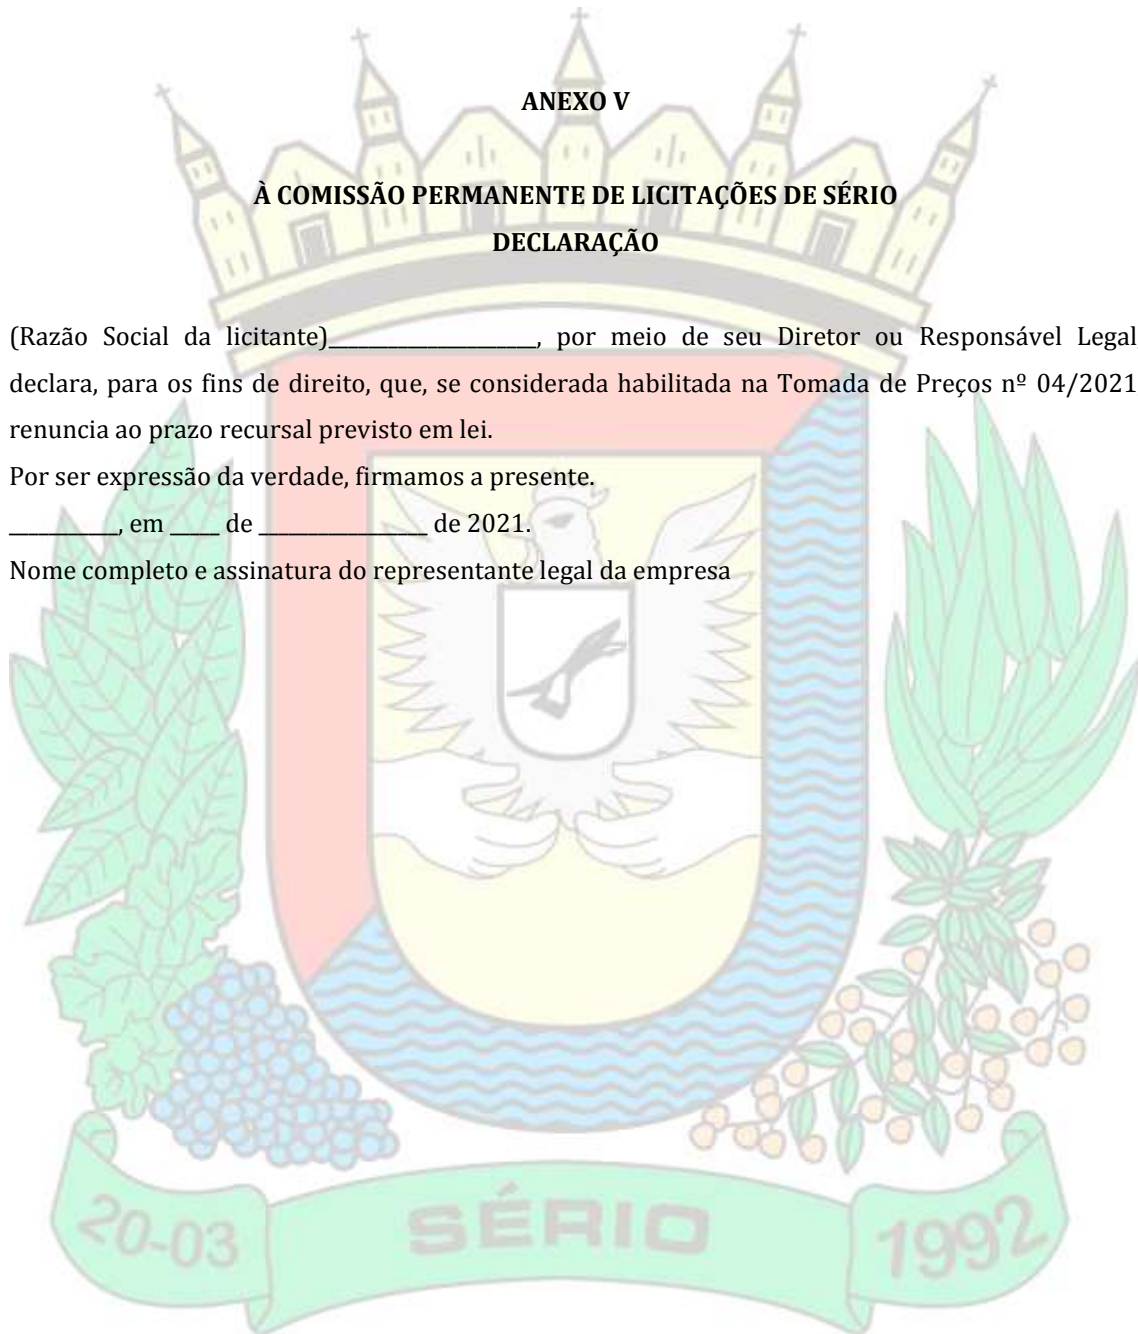 ANEXO V
À COMISSÃO PERMANENTE DE LICITAÇÕES DE SÉRIO
DECLARAÇÃO
(Razão Social da licitante)_____________________, por meio de seu Diretor ou Responsável Legal
declara, para os fins de direito, que, se considerada habilitada na Tomada de Preços nº 04/2021
renuncia ao prazo recursal previsto em lei.
Por ser expressão da verdade, firmamos a presente.
___________, em _____ de _________________ de 2021.
Nome completo e assinatura do representante legal da empresa
20-03 SÉRIO 1992